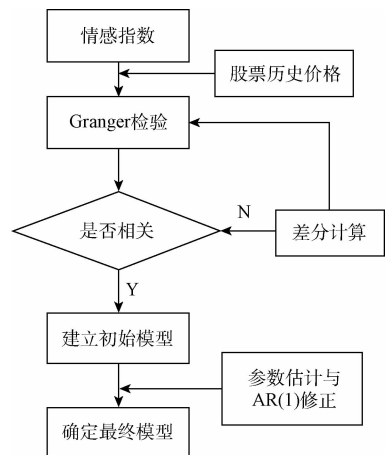 情感指数
股票历史价格
Granger检验
是否相关
N
差分计算
Y
建立初始模型
参数估计与
AR(1)修正
确定最终模型